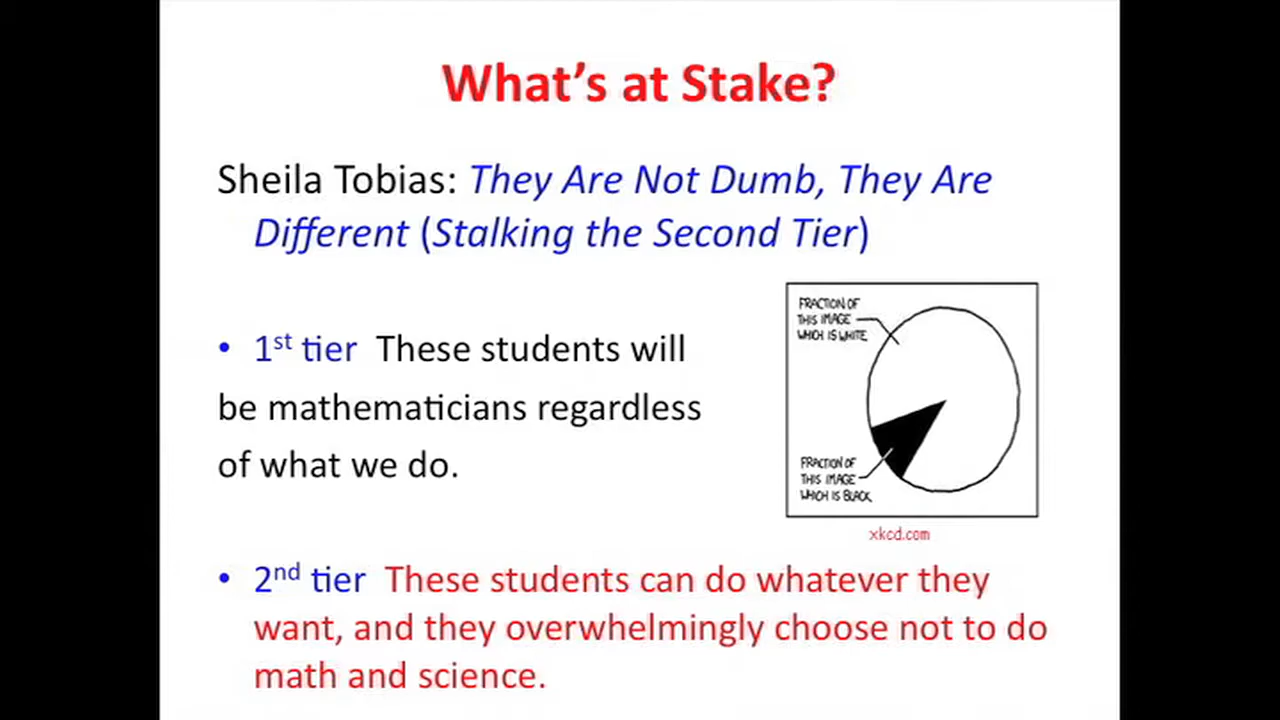 What’s at Stake?
Sheila Tobias: They Are Not Dumb, They Are
Different (Stalking the Second Tier)
• 1st tier These students will
be mathematicians regardless
of what we do.
FRACTION OF
THIS IMAGE
WHICH IS WHITE
FRACTION OF
THIS IMAGE
WHICH IS BLACK
xkcd.com
• 2nd tier These students can do whatever they
want, and they overwhelmingly choose not to do
math and science.